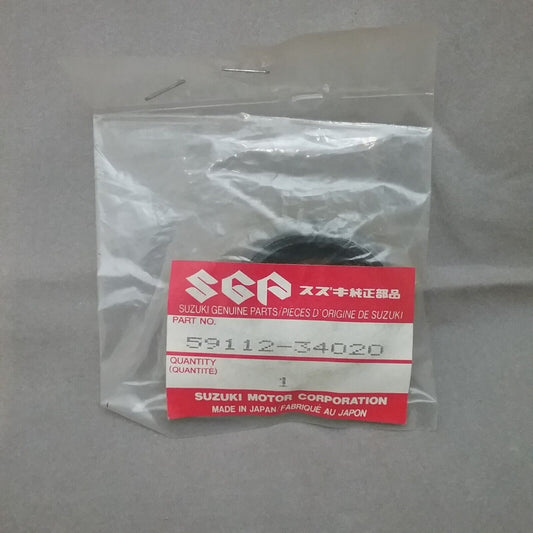 SGP スズキ純正部品
SUZUKI GENUINE PARTS/PIECES D'ORIGINE DE SUZUKI
PART NO.
59112-34020
QUANTITY
(QUANTITÉ)
1
SUZUKI MOTOR CORPORATION
MADE IN JAPAN/FABRIQUÉ AU JAPON